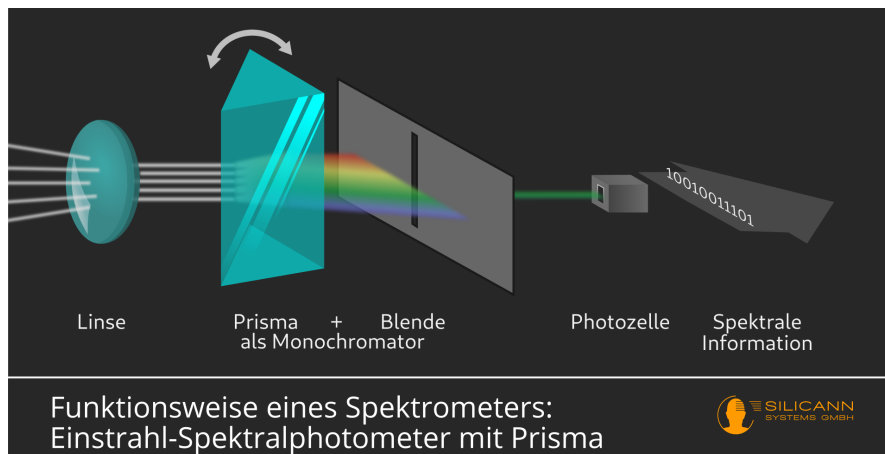 10010011101
Linse
Prisma + Blende
als Monochromator
Photozelle
Spektrale
Information
Funktionsweise eines Spektrometers:
Einstrahl-Spektralphotometer mit Prisma
SILICANN
SYSTEMS GMBH